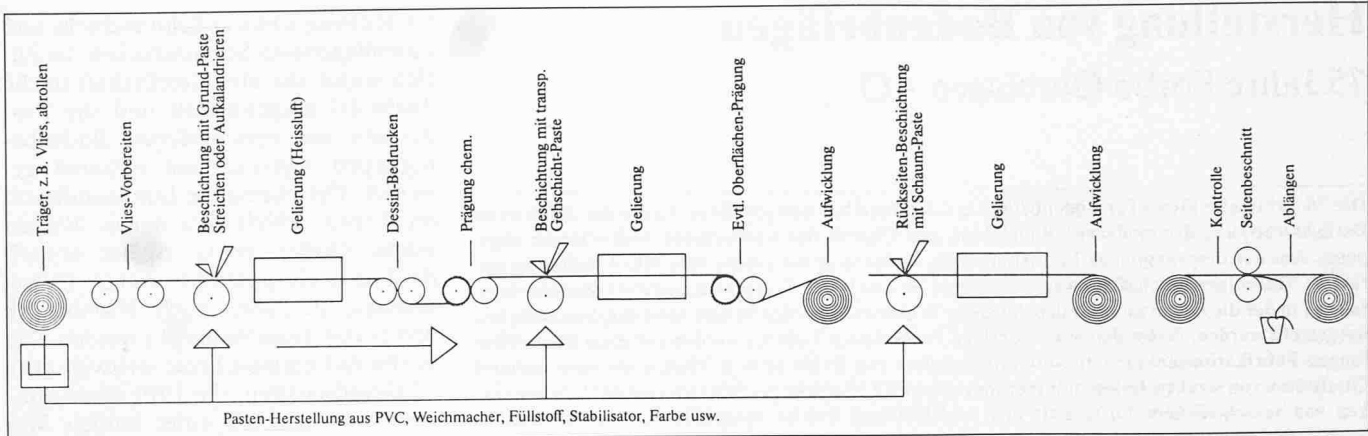 Träger, z.B. Vlies, abrollen
Vlies-Vorbereiten
Beschichtung mit Grund-Paste
Streichen oder Aufkalandrieren
Gelierung (Heissluft)
Dessin-Bedrucken
Prägung chem.
Beschichtung mit transp.
Gehschicht-Paste
Gelierung
Evtl. Oberflächen-Prägung
Aufwicklung
Rückseiten-Beschichtung
mit Schaum-Paste
Gelierung
Aufwicklung
Kontrolle
Seitenbeschnitt
Ablängen
Pasten-Herstellung aus PVC, Weichmacher, Füllstoff, Stabilisator, Farbe usw.